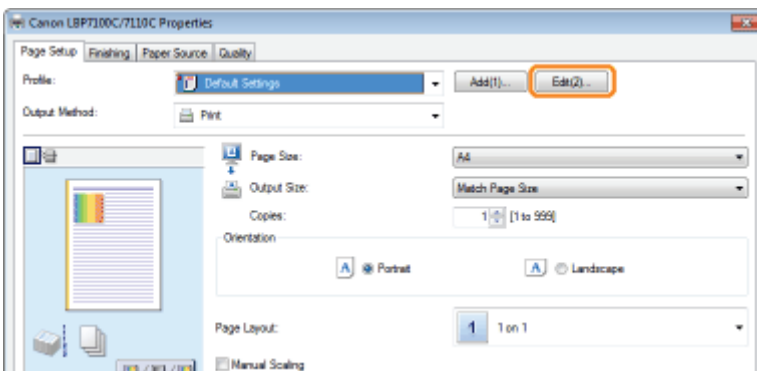 Canon LBP7100C/7110C Properties
Page Setup Finishing Paper Source Quality
Profile: Default Settings Add(1)... Edit(2)...
Output Method: Print
Page Size: A4
Output Size: Match Page Size
Copies: 1 [1 to 999]
Orientation
A Portrait A Landscape
Page Layout: 1 1 on 1
Manual Scaling